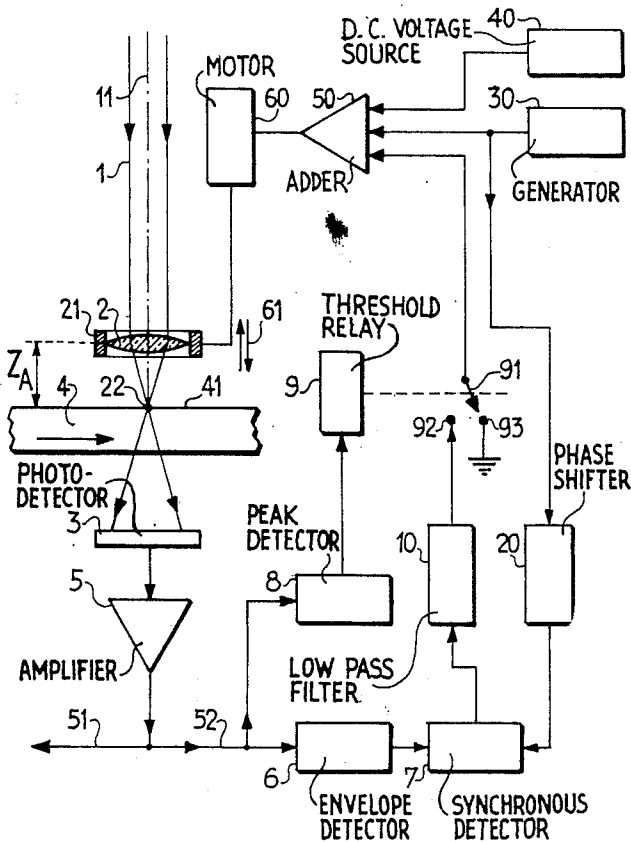 40
D.C. VOLTAGE
SOURCE
MOTOR
11
50
60
30
1
ADDER
GENERATOR
21
2
61
THRESHOLD
RELAY
Z_A
22
41
9
91
4
92
93
PHOTO-
DETECTOR
PHASE
SHIFTER
3
PEAK
DETECTOR
10
20
5
8
AMPLIFIER
LOW PASS
FILTER
51
52
6
7
ENVELOPE
DETECTOR
SYNCHRONOUS
DETECTOR